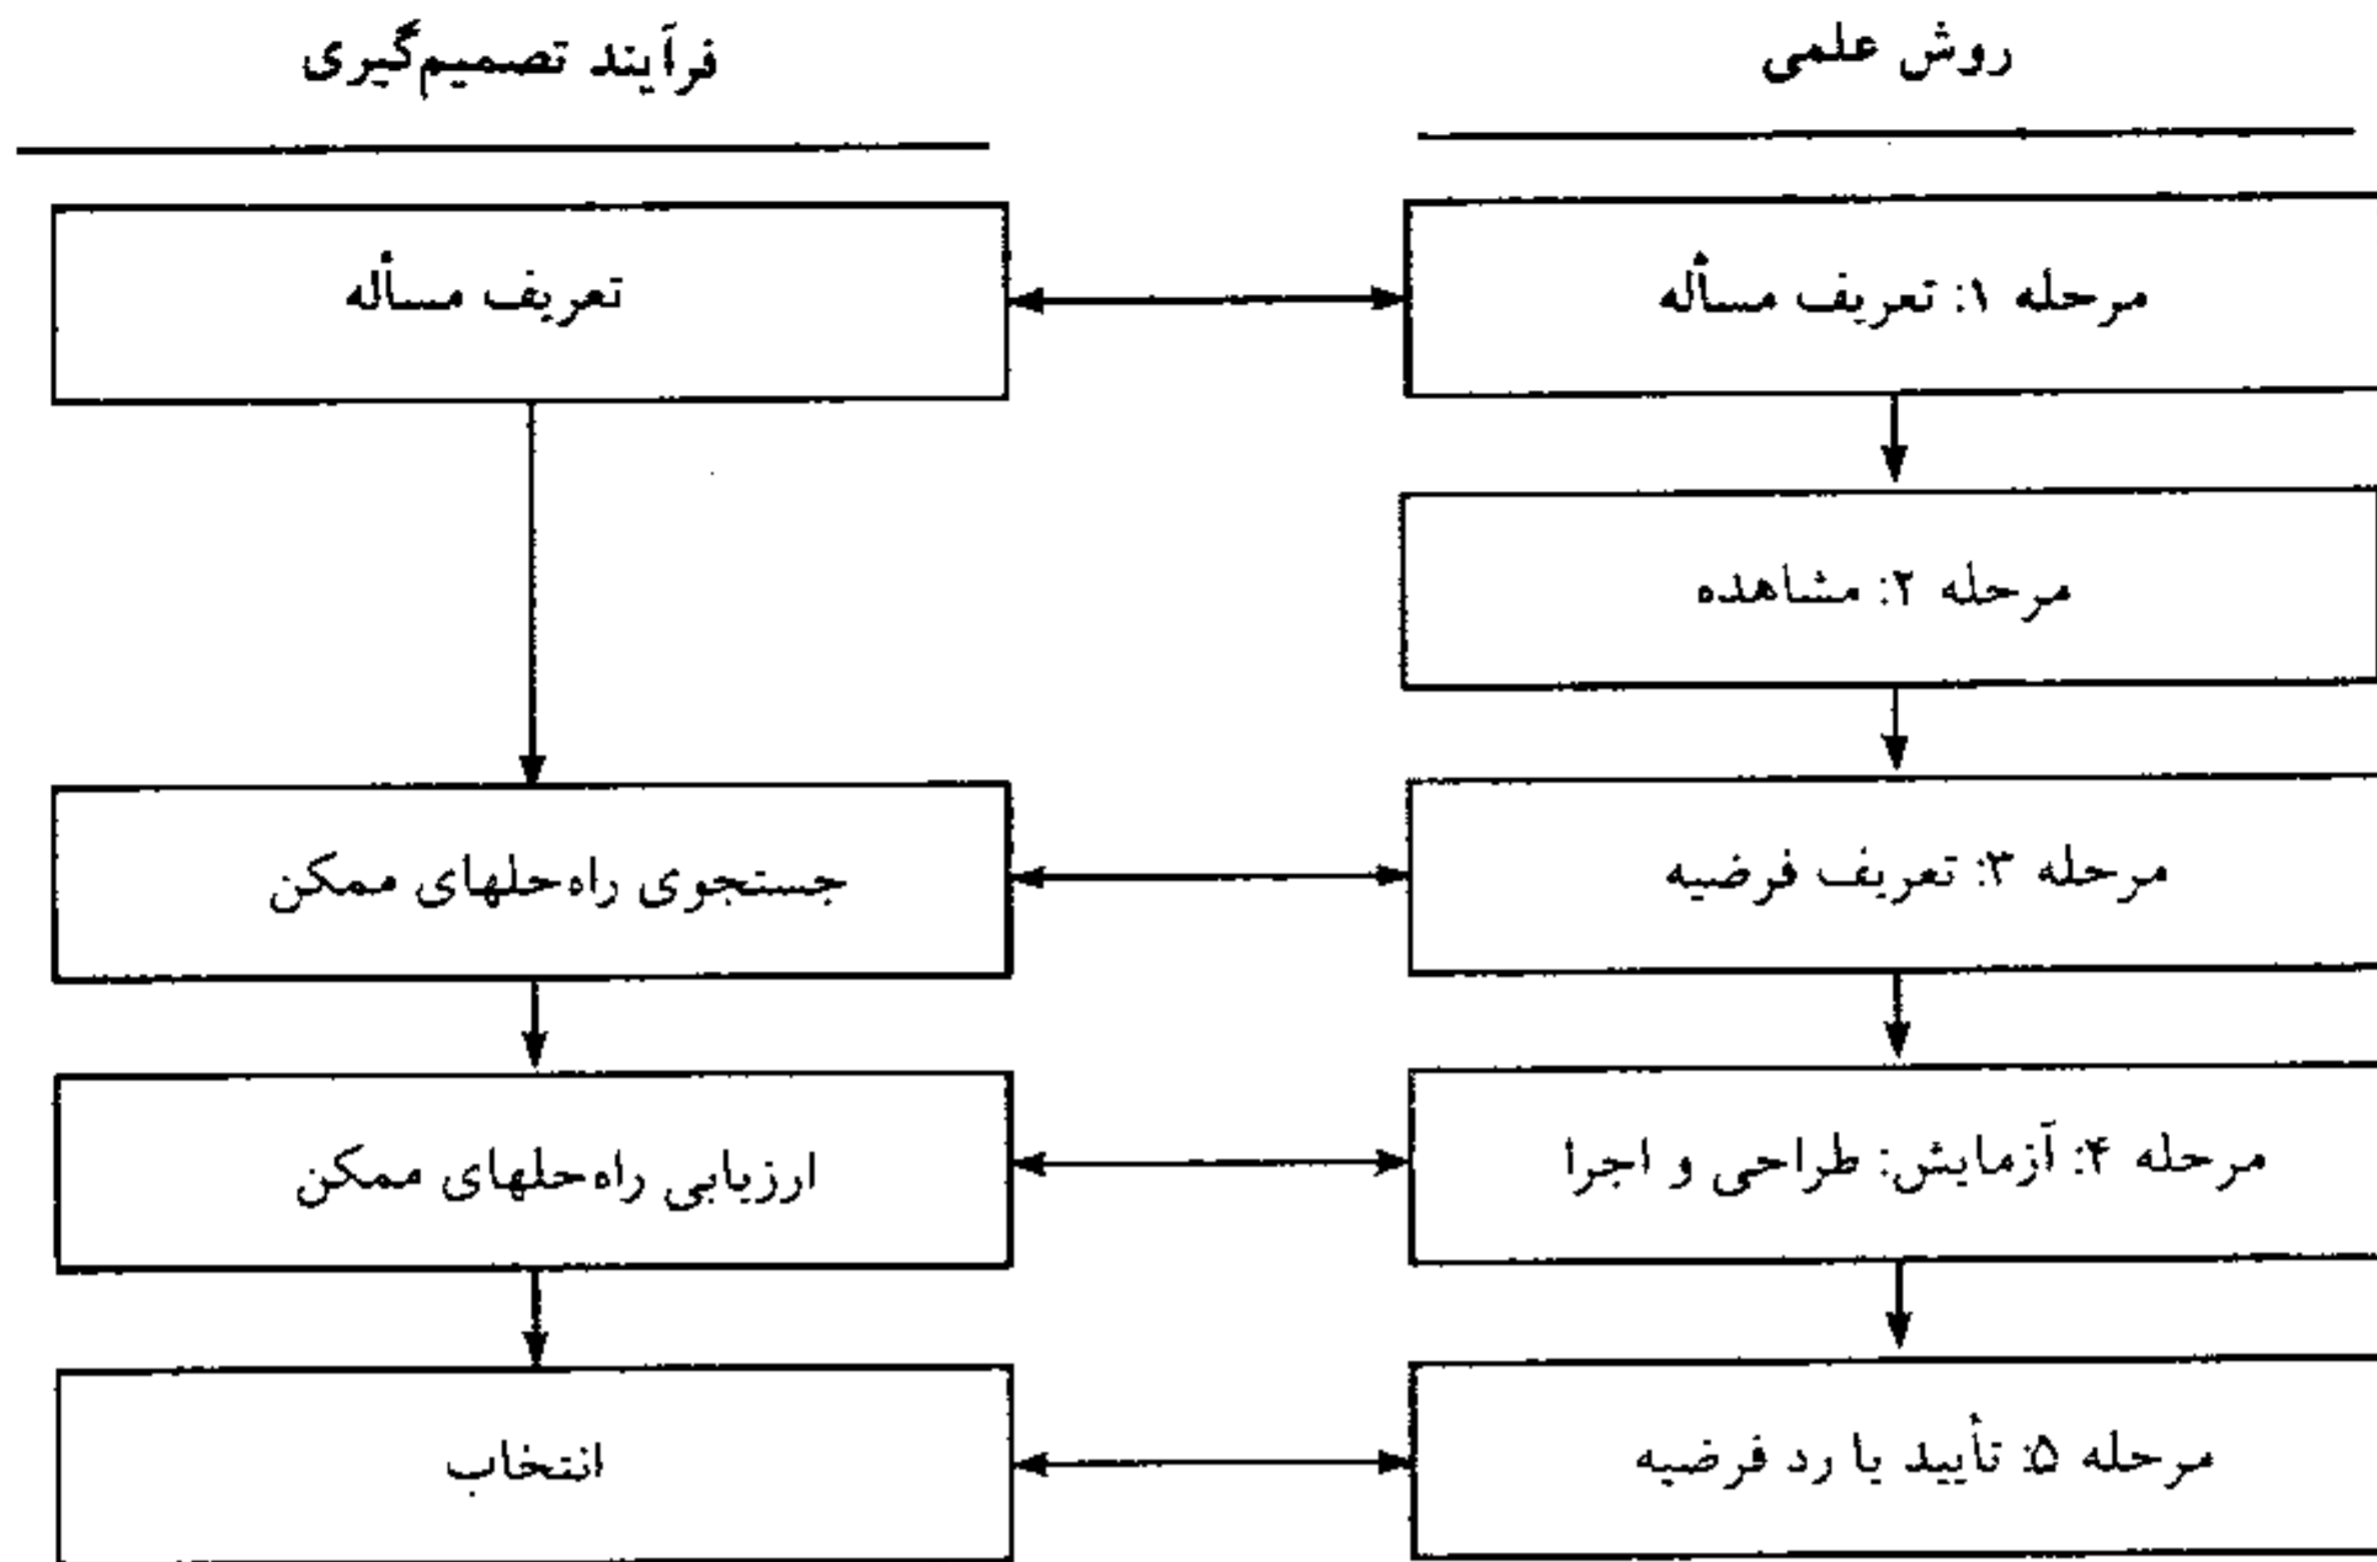 روش علمی
فرآیند تصمیم‌گیری
مرحله ۱: تعریف مسأله
تعریف مسأله
مرحله ۲: مشاهده
مرحله ۳: تعریف فرضیه
جستجوی راه‌حلهای ممکن
مرحله ۴: آزمایش: طراحی و اجرا
ارزیابی راه‌حلهای ممکن
مرحله ۵: تأیید یا رد فرضیه
انتخاب